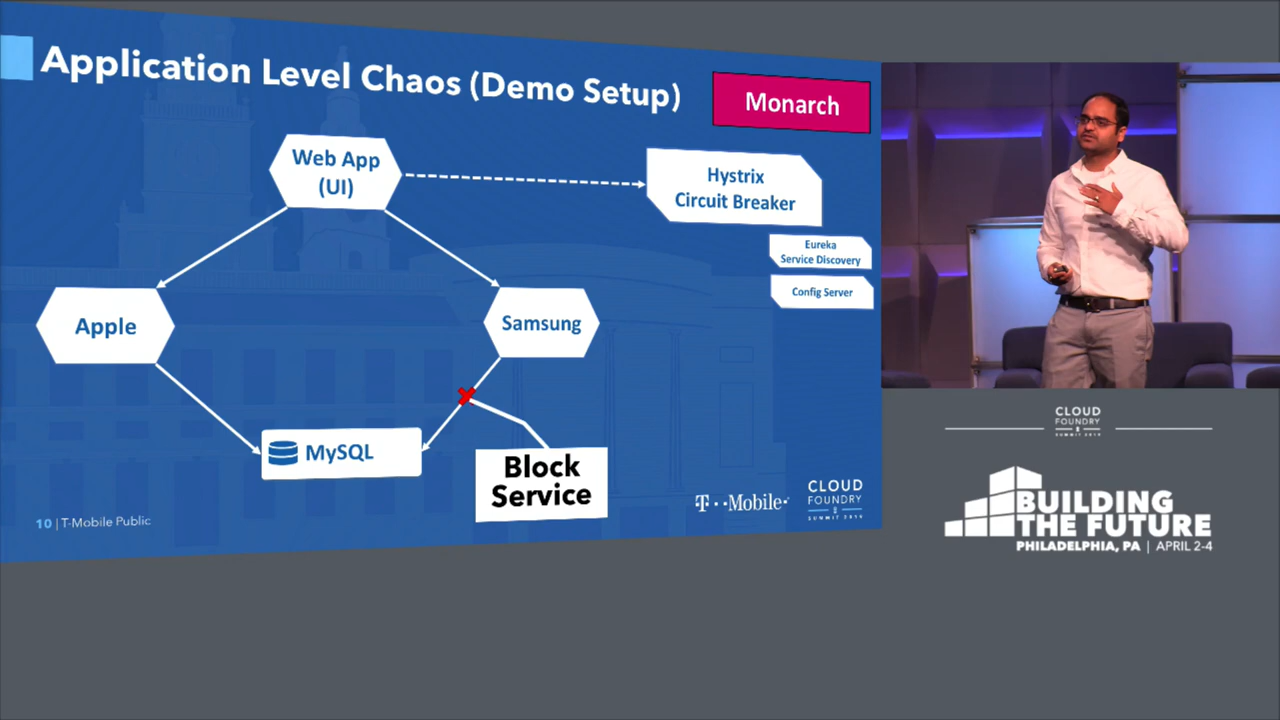 Application Level Chaos (Demo Setup)
Monarch
Web App
(UI)
Hystrix
Circuit Breaker
Eureka
Service Discovery
Config Server
Apple
Samsung
MySQL
Block
Service
10 | T-Mobile Public
T··Mobile·
CLOUD
FOUNDRY
SUMMIT 2019
CLOUD
FOUNDRY
SUMMIT 2019
BUILDING
THE FUTURE
PHILADELPHIA, PA | APRIL 2-4